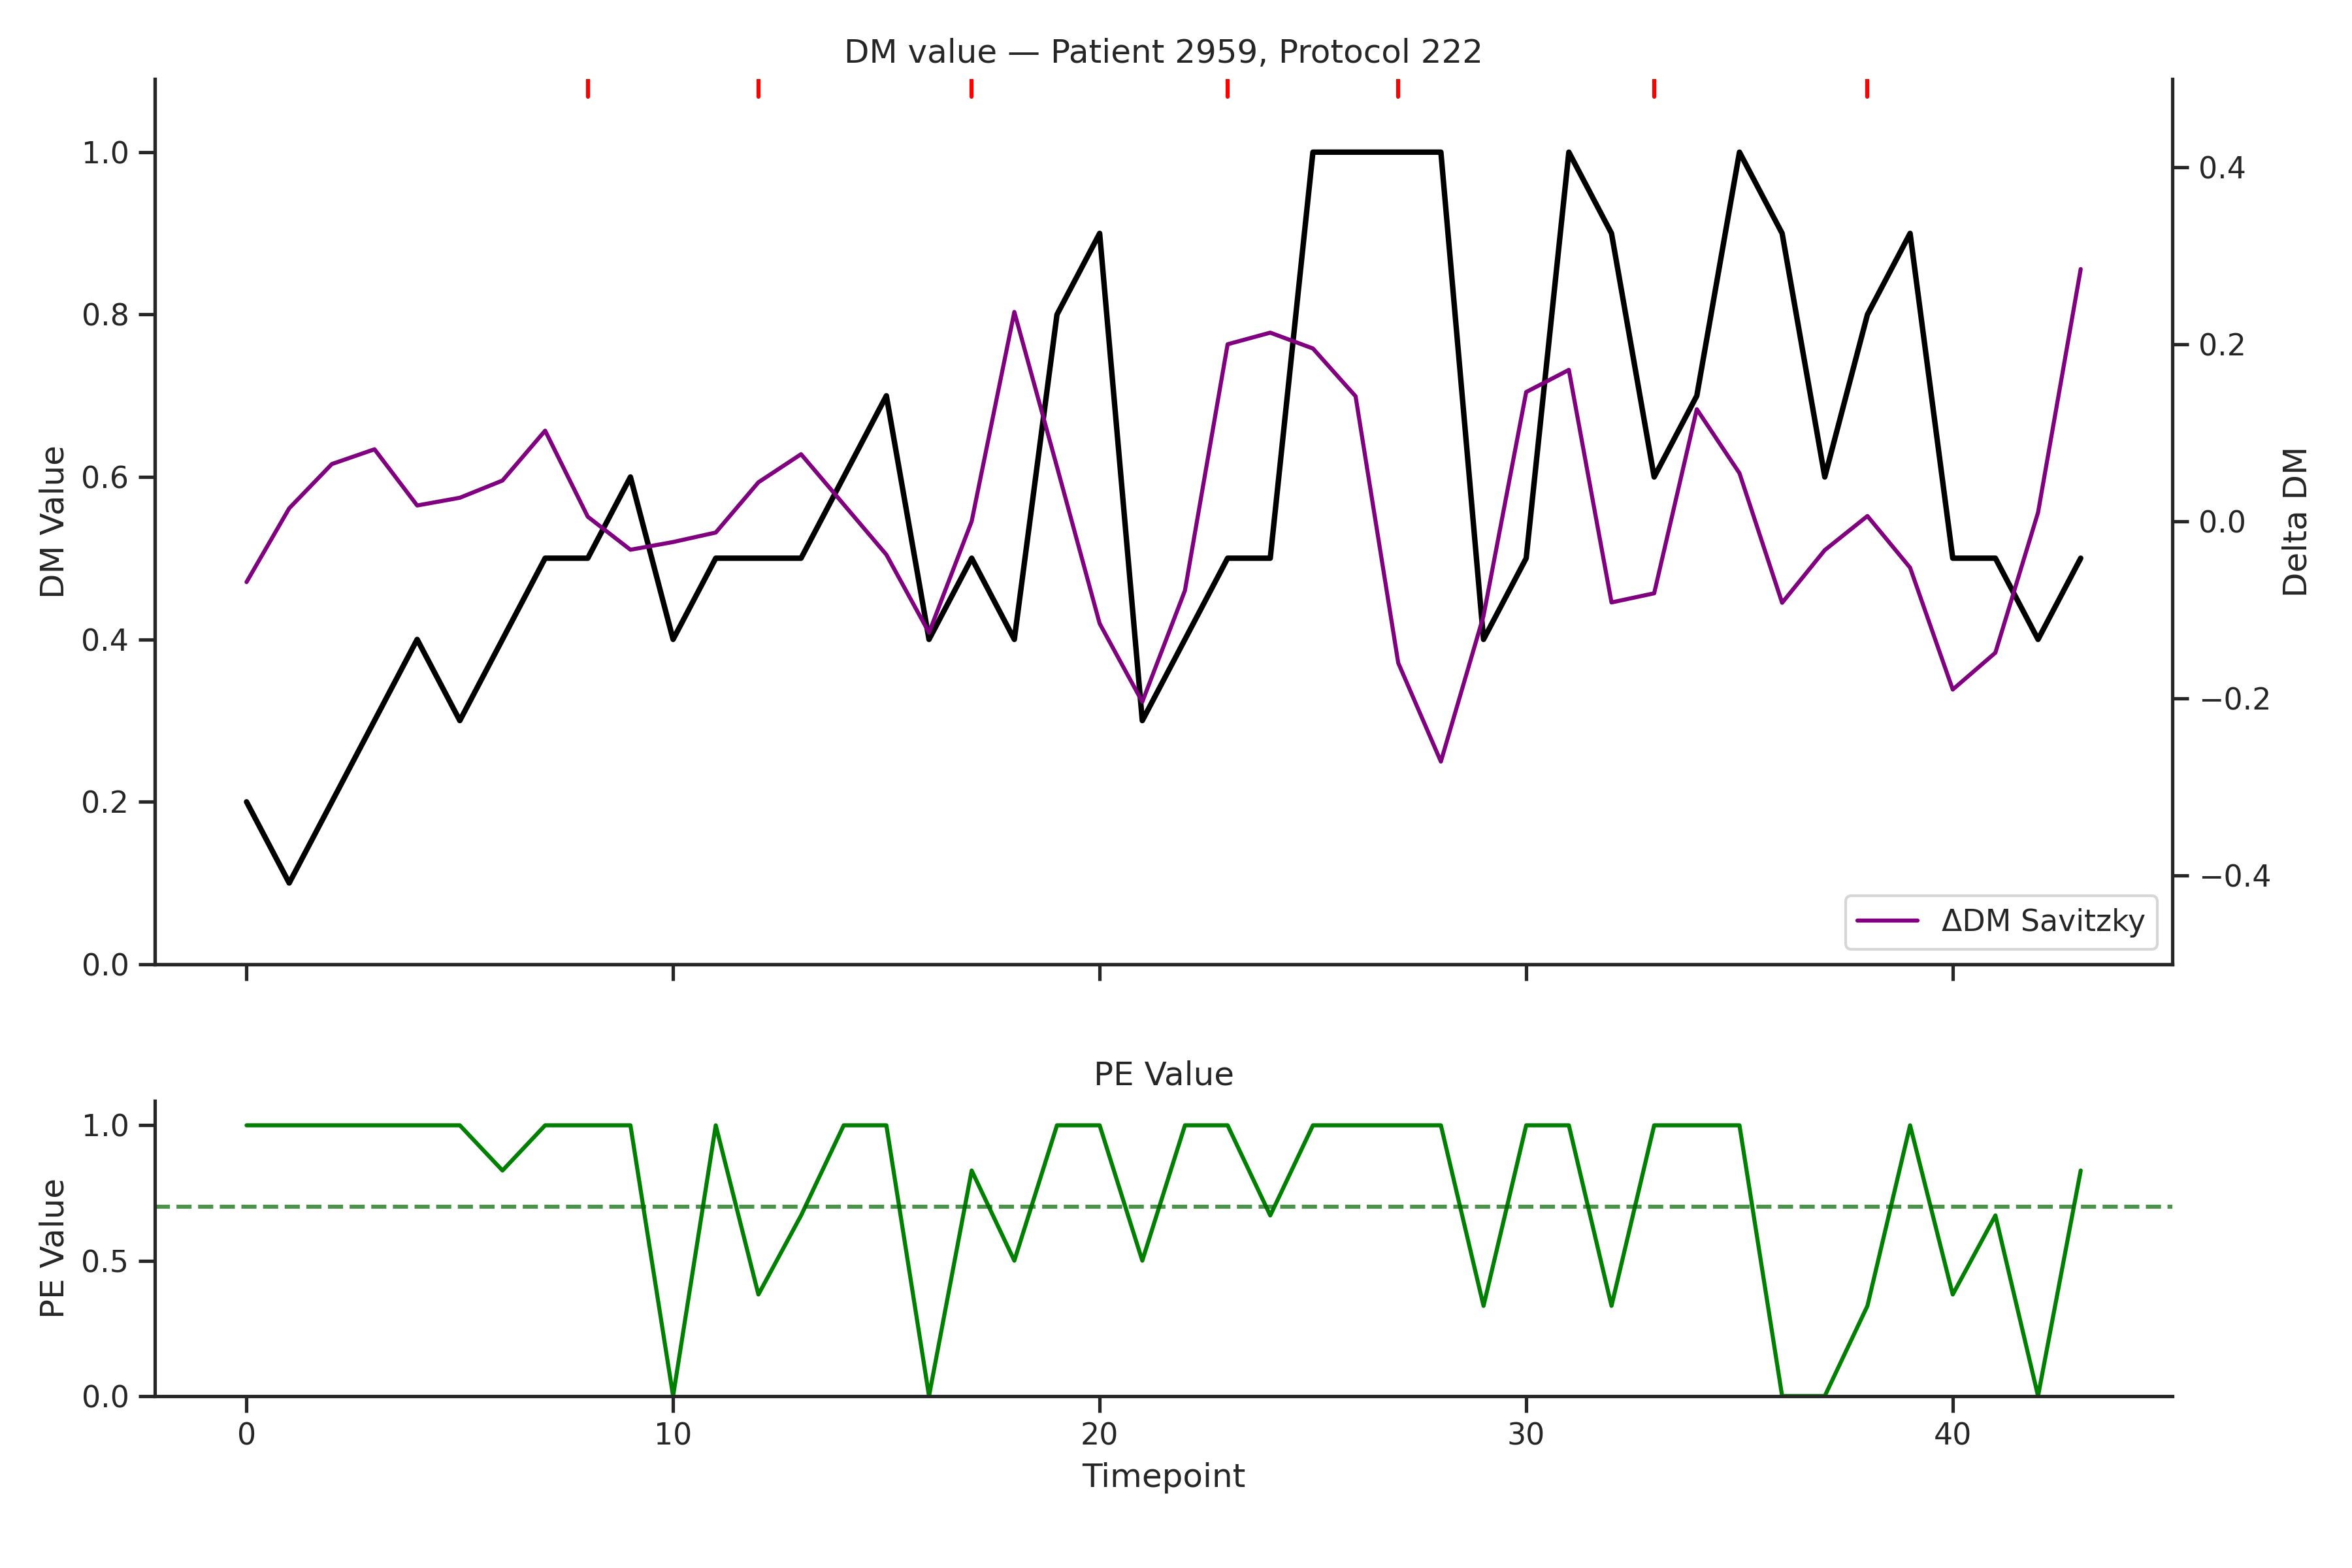 DM value — Patient 2959, Protocol 222
1.0
0.8
0.6
0.4
0.2
0.0
DM Value
0.4
0.2
0.0
−0.2
−0.4
Delta DM
ΔDM Savitzky
PE Value
1.0
0.5
0.0
PE Value
0 10 20 30 40
Timepoint